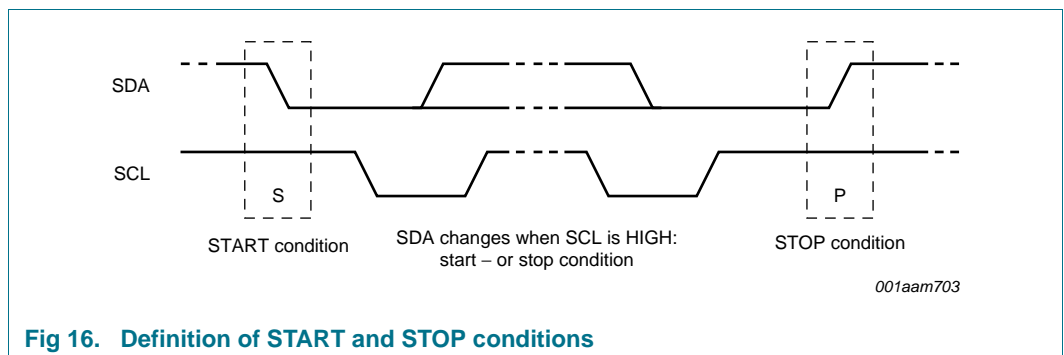 SDA
SCL
S
P
START condition
SDA changes when SCL is HIGH:
start – or stop condition
STOP condition
001aam703
Fig 16. Definition of START and STOP conditions